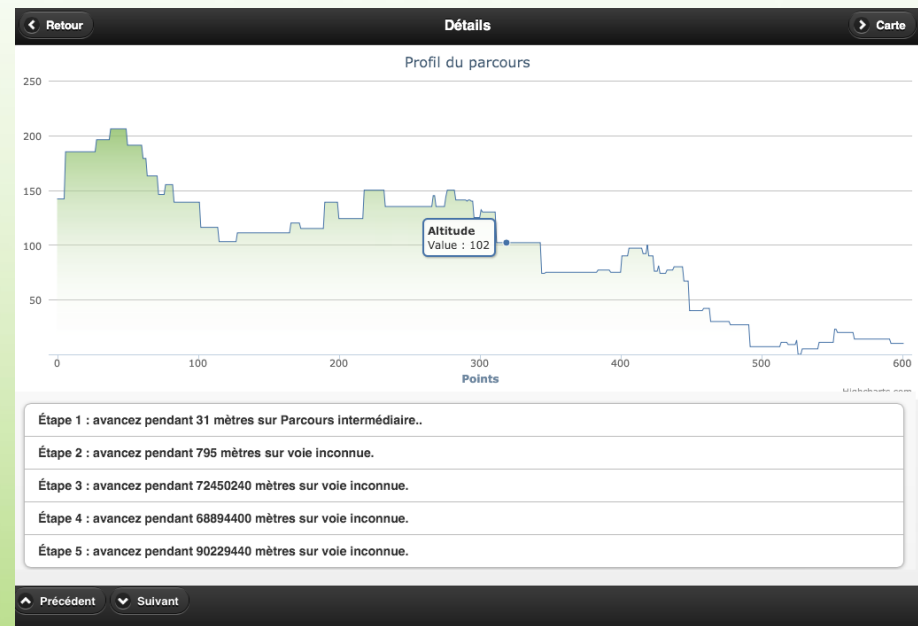 Retour
Détails
Carte
Profil du parcours
250
200
150
100
50
Altitude
Value : 102
0 100 200 300 400 500 600
Points
Highcharts.com
Étape 1 : avancez pendant 31 mètres sur Parcours intermédiaire..
Étape 2 : avancez pendant 795 mètres sur voie inconnue.
Étape 3 : avancez pendant 72450240 mètres sur voie inconnue.
Étape 4 : avancez pendant 68894400 mètres sur voie inconnue.
Étape 5 : avancez pendant 90229440 mètres sur voie inconnue.
Précédent
Suivant